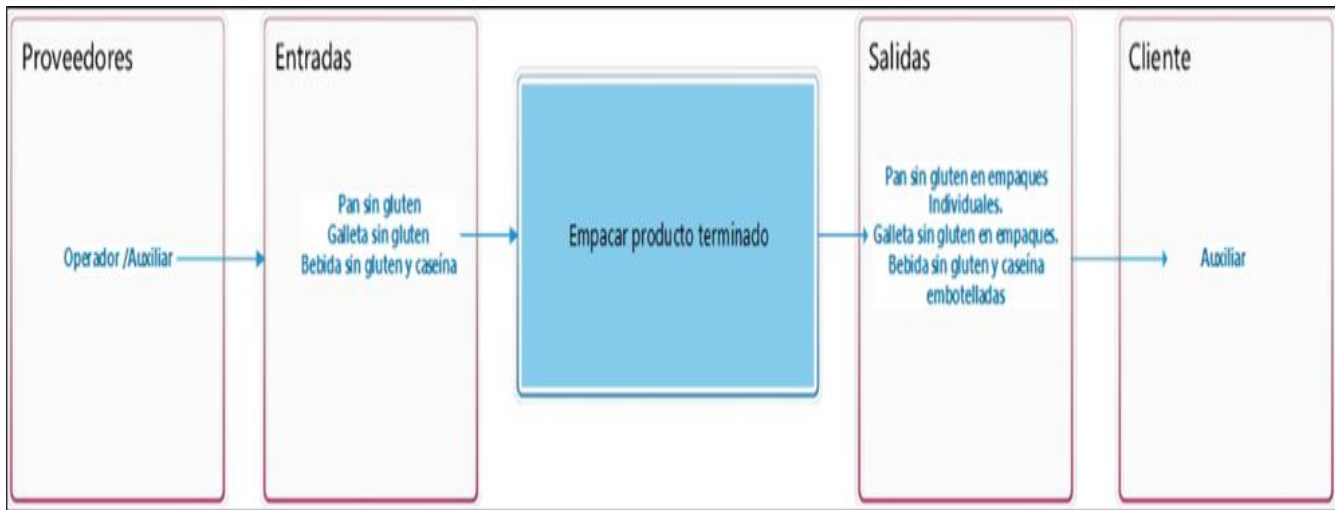 Proveedores
Operador /Auxiliar
Entradas
Pan sin gluten
Galleta sin gluten
Bebida sin gluten y caseína
Empacar producto terminado
Salidas
Pan sin gluten en empaques
Individuales.
Galleta sin gluten en empaques.
Bebida sin gluten y caseína
embotelladas
Cliente
Auxiliar